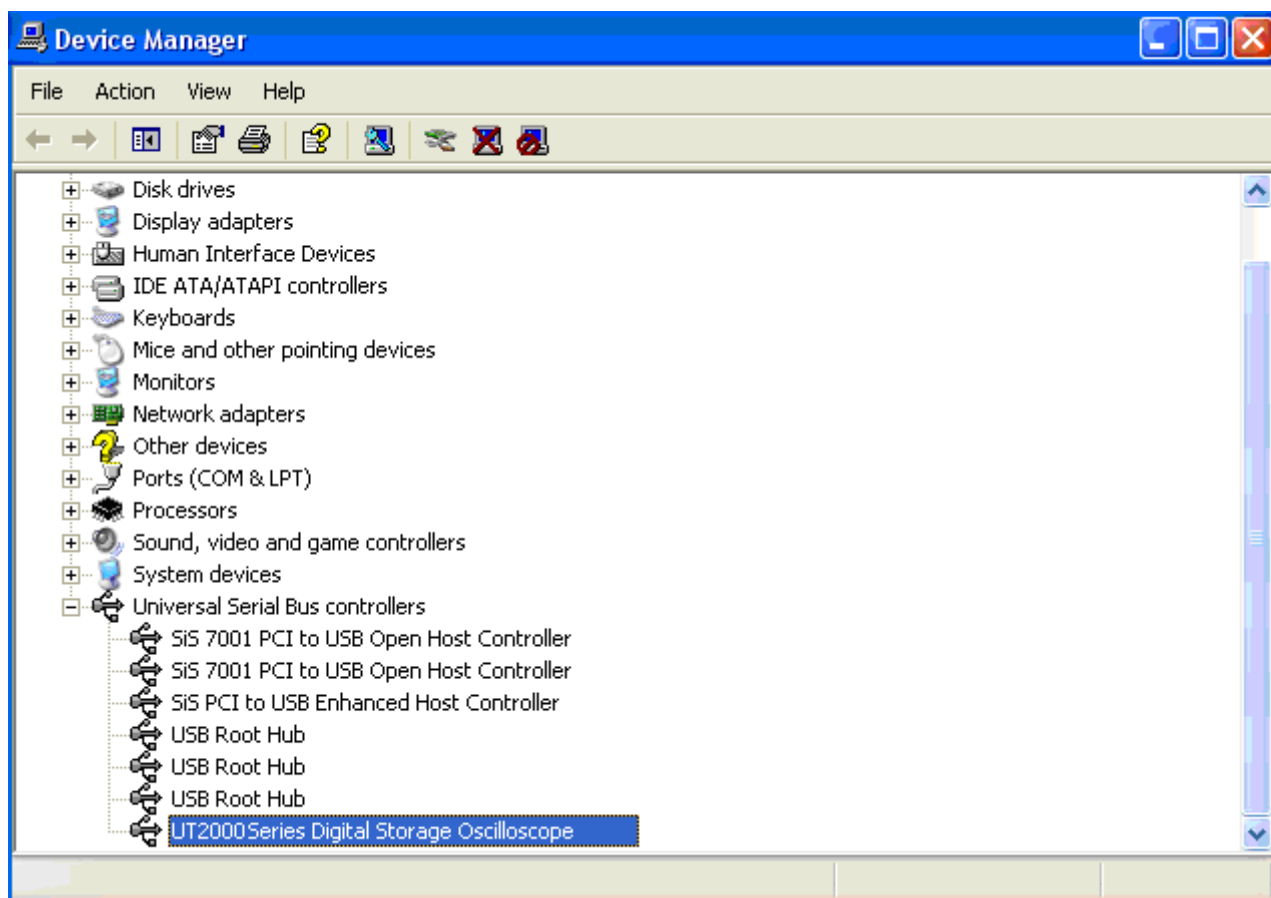 Device Manager
File Action View Help
Disk drives
Display adapters
Human Interface Devices
IDE ATA/ATAPI controllers
Keyboards
Mice and other pointing devices
Monitors
Network adapters
Other devices
Ports (COM & LPT)
Processors
Sound, video and game controllers
System devices
Universal Serial Bus controllers
SiS 7001 PCI to USB Open Host Controller
SiS 7001 PCI to USB Open Host Controller
SiS PCI to USB Enhanced Host Controller
USB Root Hub
USB Root Hub
USB Root Hub
UT2000Series Digital Storage Oscilloscope